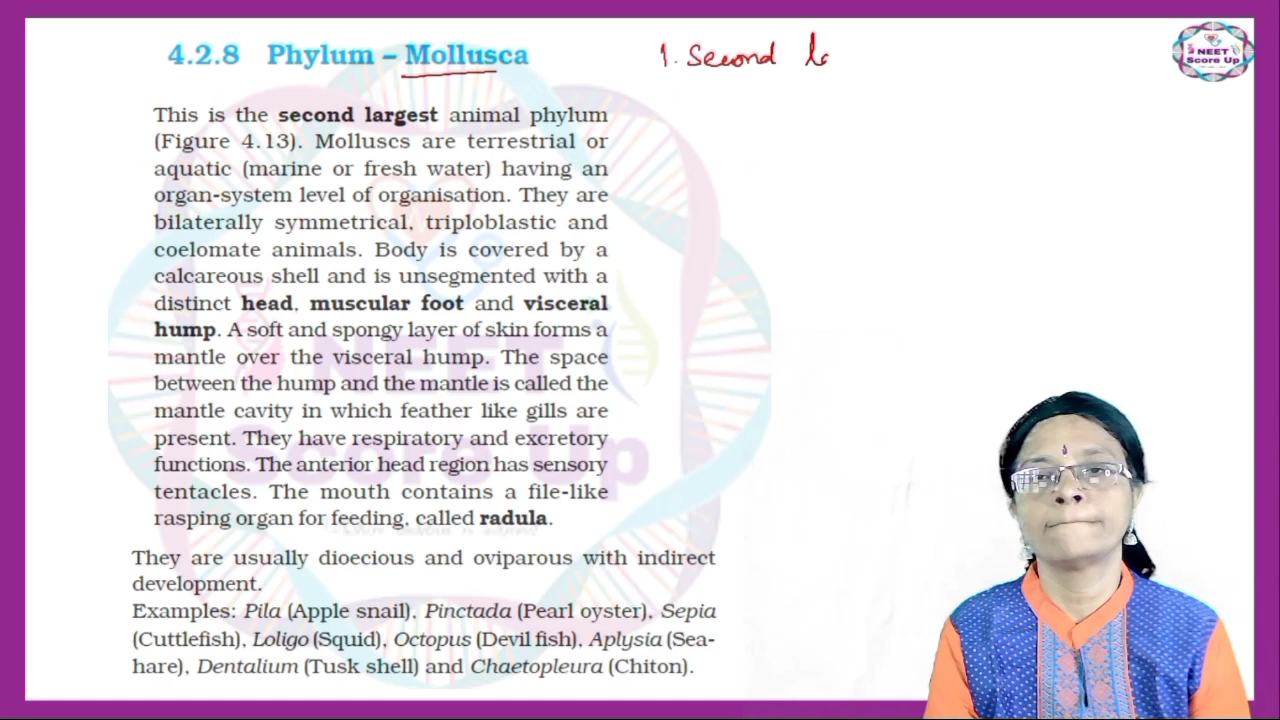 4.2.8 Phylum – Mollusca
1. Second la
NEET
Score Up
This is the second largest animal phylum
(Figure 4.13). Molluscs are terrestrial or
aquatic (marine or fresh water) having an
organ-system level of organisation. They are
bilaterally symmetrical, triploblastic and
coelomate animals. Body is covered by a
calcareous shell and is unsegmented with a
distinct head, muscular foot and visceral
hump. A soft and spongy layer of skin forms a
mantle over the visceral hump. The space
between the hump and the mantle is called the
mantle cavity in which feather like gills are
present. They have respiratory and excretory
functions. The anterior head region has sensory
tentacles. The mouth contains a file-like
rasping organ for feeding, called radula.
They are usually dioecious and oviparous with indirect
development.
Examples: Pila (Apple snail), Pinctada (Pearl oyster), Sepia
(Cuttlefish), Loligo (Squid), Octopus (Devil fish), Aplysia (Sea-
hare), Dentalium (Tusk shell) and Chaetopleura (Chiton).
NEET
Score Up